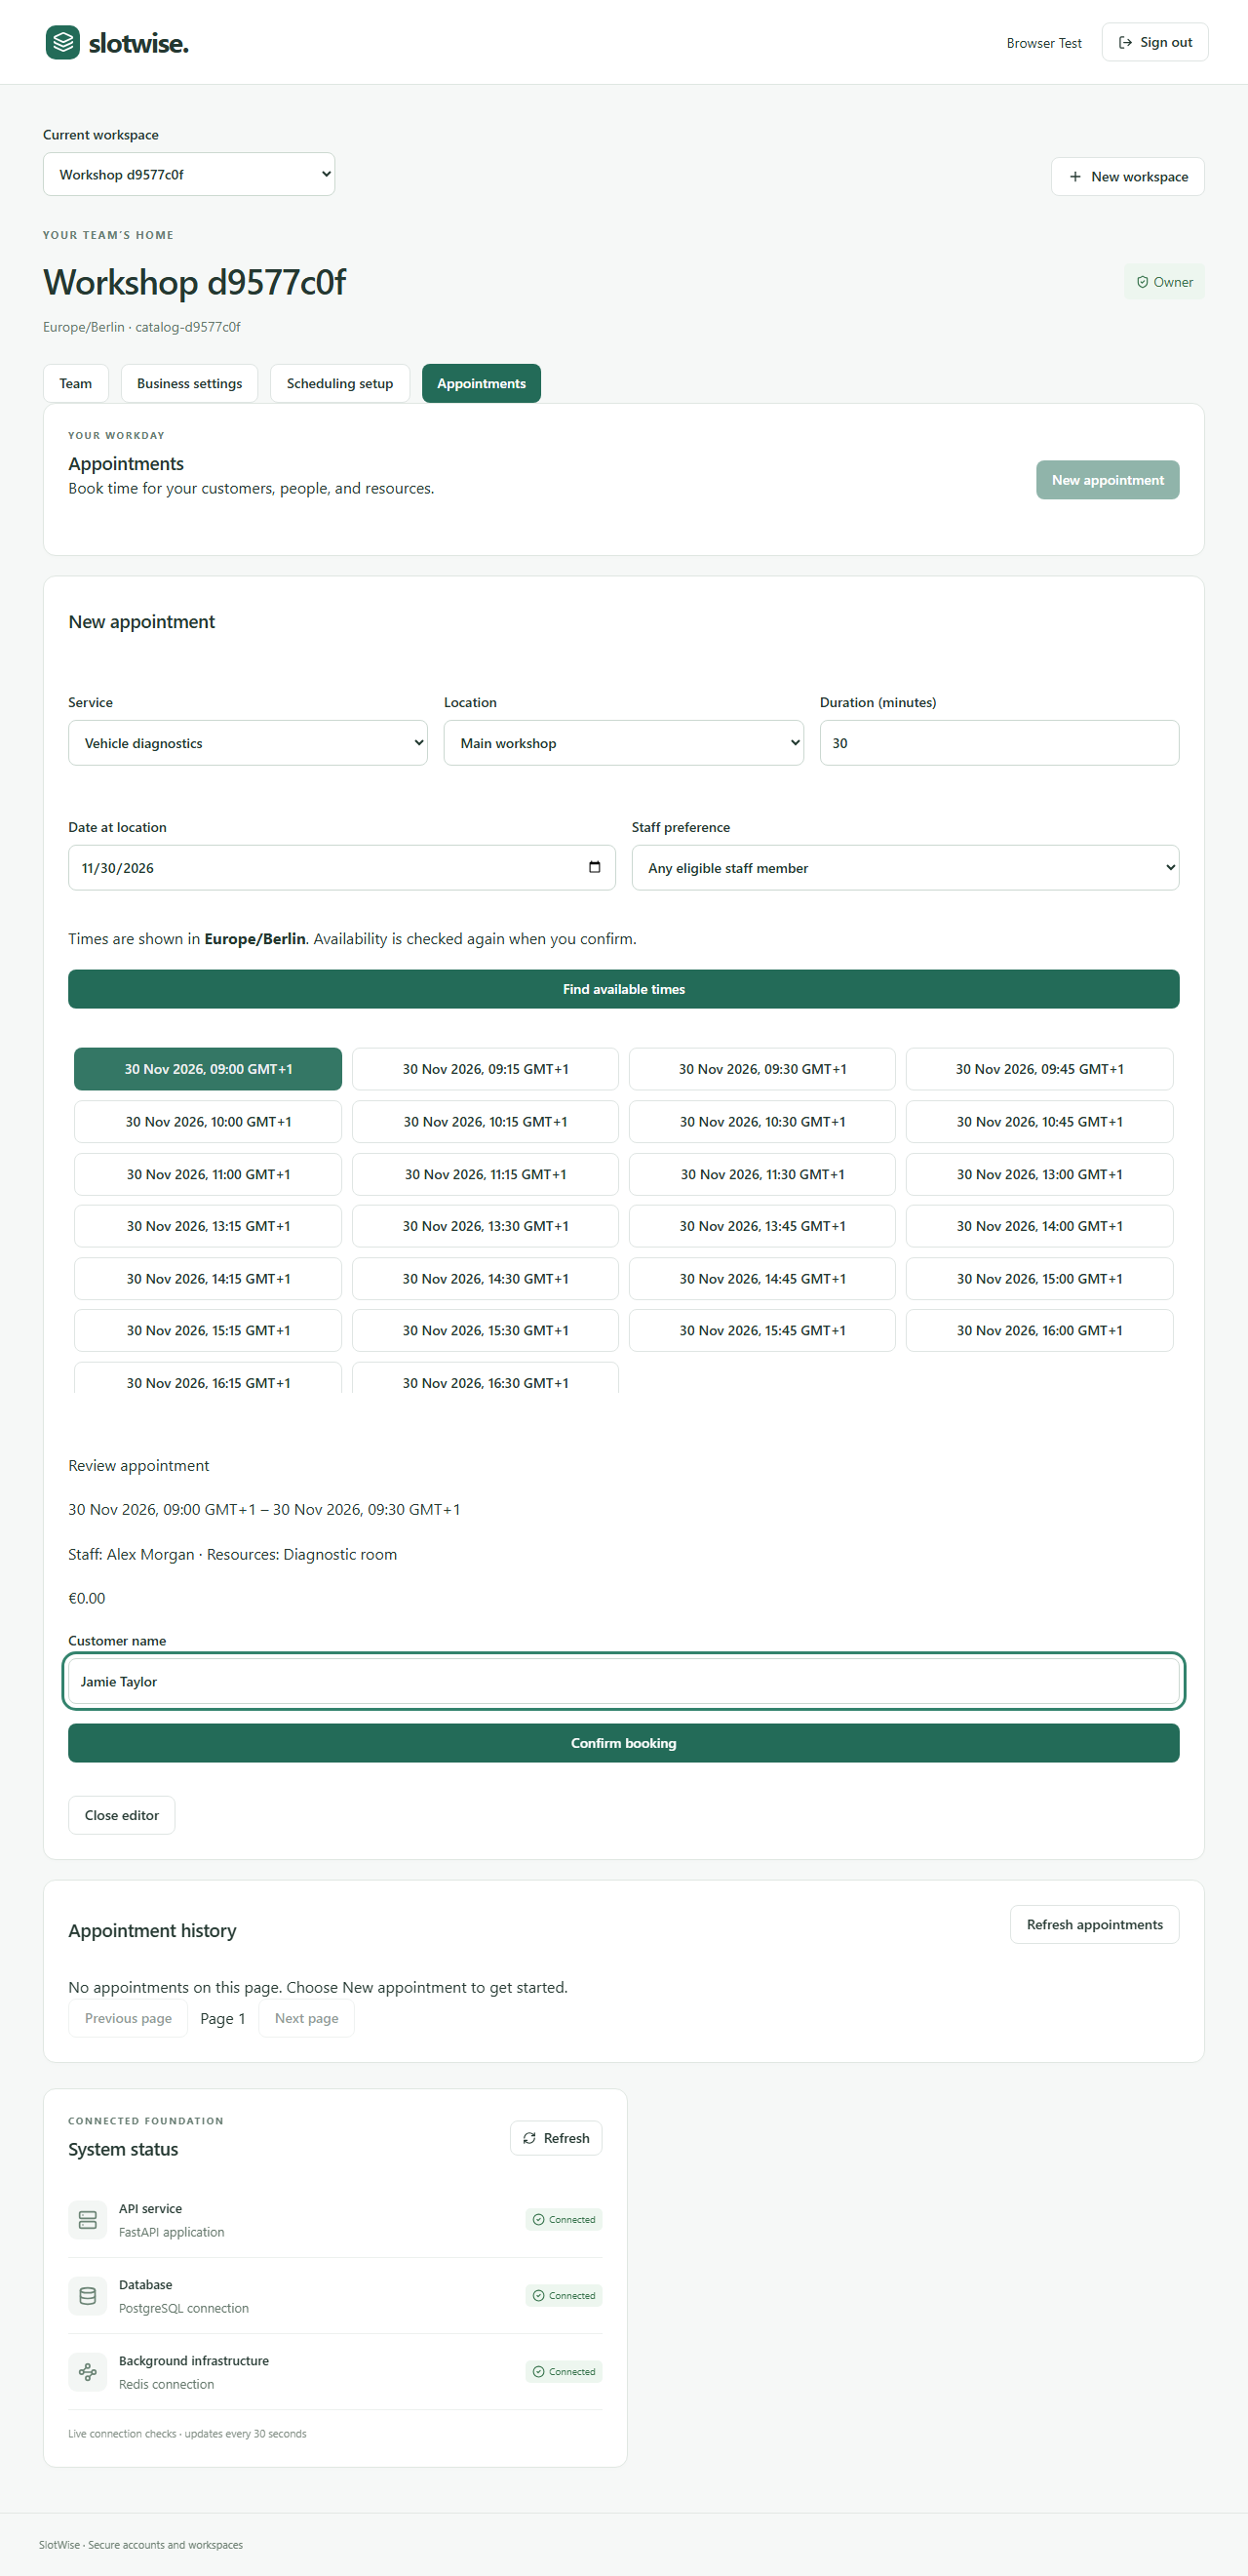 slotwise.
Browser Test
Sign out
Current workspace
Workshop d9577c0f
New workspace
YOUR TEAM'S HOME
Workshop d9577c0f
Owner
Europe/Berlin · catalog-d9577c0f
Team
Business settings
Scheduling setup
Appointments
YOUR WORKDAY
Appointments
Book time for your customers, people, and resources.
New appointment
New appointment
Service
Location
Duration (minutes)
Vehicle diagnostics
Main workshop
30
Date at location
Staff preference
11/30/2026
Any eligible staff member
Times are shown in Europe/Berlin. Availability is checked again when you confirm.
Find available times
30 Nov 2026, 09:00 GMT+1
30 Nov 2026, 09:15 GMT+1
30 Nov 2026, 09:30 GMT+1
30 Nov 2026, 09:45 GMT+1
30 Nov 2026, 10:00 GMT+1
30 Nov 2026, 10:15 GMT+1
30 Nov 2026, 10:30 GMT+1
30 Nov 2026, 10:45 GMT+1
30 Nov 2026, 11:00 GMT+1
30 Nov 2026, 11:15 GMT+1
30 Nov 2026, 11:30 GMT+1
30 Nov 2026, 13:00 GMT+1
30 Nov 2026, 13:15 GMT+1
30 Nov 2026, 13:30 GMT+1
30 Nov 2026, 13:45 GMT+1
30 Nov 2026, 14:00 GMT+1
30 Nov 2026, 14:15 GMT+1
30 Nov 2026, 14:30 GMT+1
30 Nov 2026, 14:45 GMT+1
30 Nov 2026, 15:00 GMT+1
30 Nov 2026, 15:15 GMT+1
30 Nov 2026, 15:30 GMT+1
30 Nov 2026, 15:45 GMT+1
30 Nov 2026, 16:00 GMT+1
30 Nov 2026, 16:15 GMT+1
30 Nov 2026, 16:30 GMT+1
Review appointment
30 Nov 2026, 09:00 GMT+1 – 30 Nov 2026, 09:30 GMT+1
Staff: Alex Morgan · Resources: Diagnostic room
€0.00
Customer name
Jamie Taylor
Confirm booking
Close editor
Appointment history
Refresh appointments
No appointments on this page. Choose New appointment to get started.
Previous page
Page 1
Next page
CONNECTED FOUNDATION
System status
Refresh
API service
FastAPI application
Connected
Database
PostgreSQL connection
Connected
Background infrastructure
Redis connection
Connected
Live connection checks · updates every 30 seconds
SlotWise · Secure accounts and workspaces